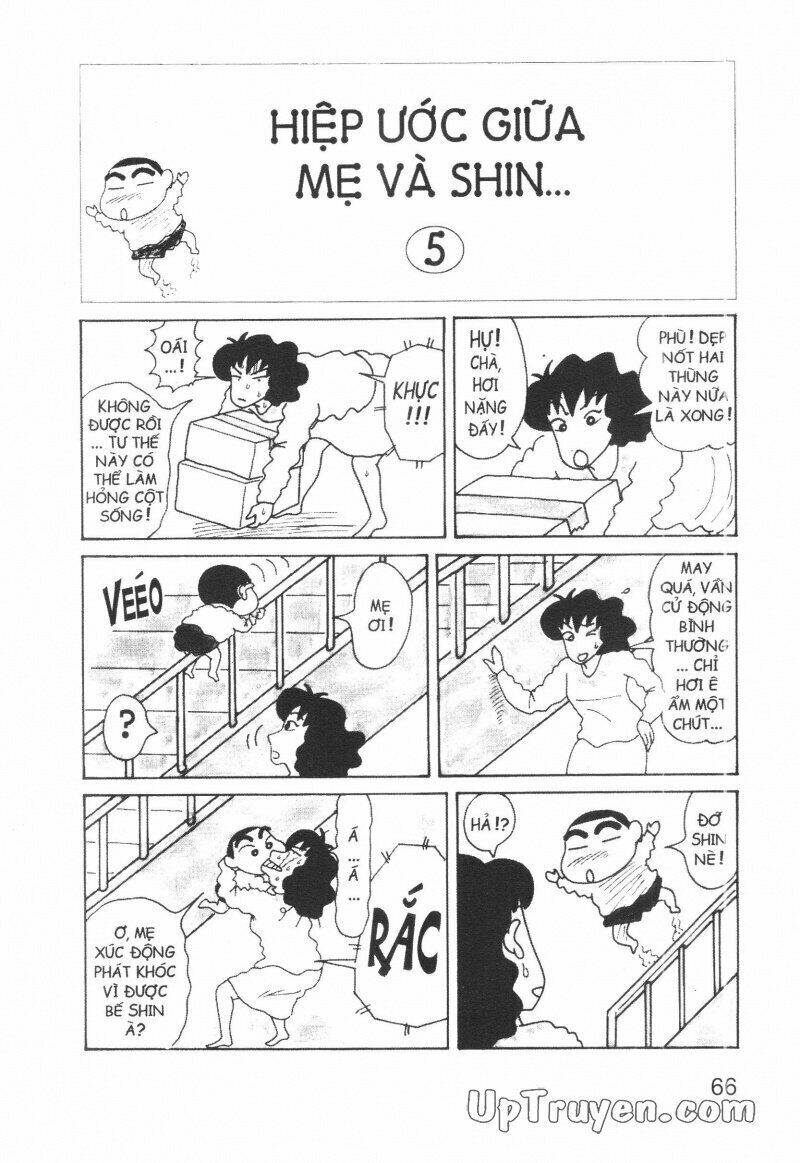 HIỆP ƯỚC GIỮA
MẸ VÀ SHIN...
5
PHÙ! DẸP
NỐT HAI
THÙNG
NÀY NỮA
LÀ XONG!
HỰ!
CHÀ,
HƠI
NẶNG
ĐẤY!
KHỰC
!!!
OÁI
...!
KHÔNG
ĐƯỢC RỒI
... TƯ THẾ
NÀY CÓ
THỂ LÀM
HỎNG CỘT
SỐNG!
MAY
QUÁ, VẪN
CỬ ĐỘNG
BÌNH
THƯỜNG
... CHỈ
HƠI Ê
ẨM MỘT
CHÚT...
MẸ
ƠI!
VEÉO
?
ĐỠ
SHIN
NÈ!
HẢ!?
RẮC
Á
...
Á
...
Ơ, MẸ
XÚC ĐỘNG
PHÁT KHÓC
VÌ ĐƯỢC
BẾ SHIN
À?
66
UpTruyen.com